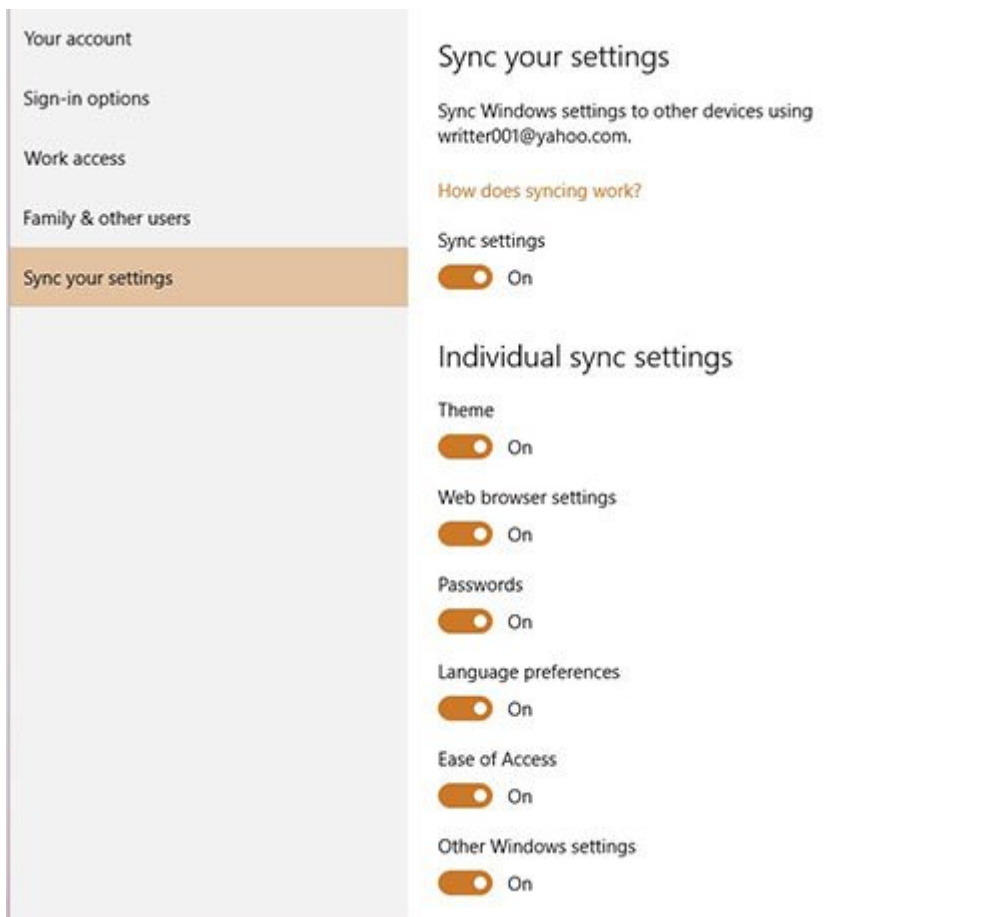 Your account
Sign-in options
Work access
Family & other users
Sync your settings
Sync your settings
Sync Windows settings to other devices using
writter001@yahoo.com.
How does syncing work?
Sync settings
On
Individual sync settings
Theme
On
Web browser settings
On
Passwords
On
Language preferences
On
Ease of Access
On
Other Windows settings
On